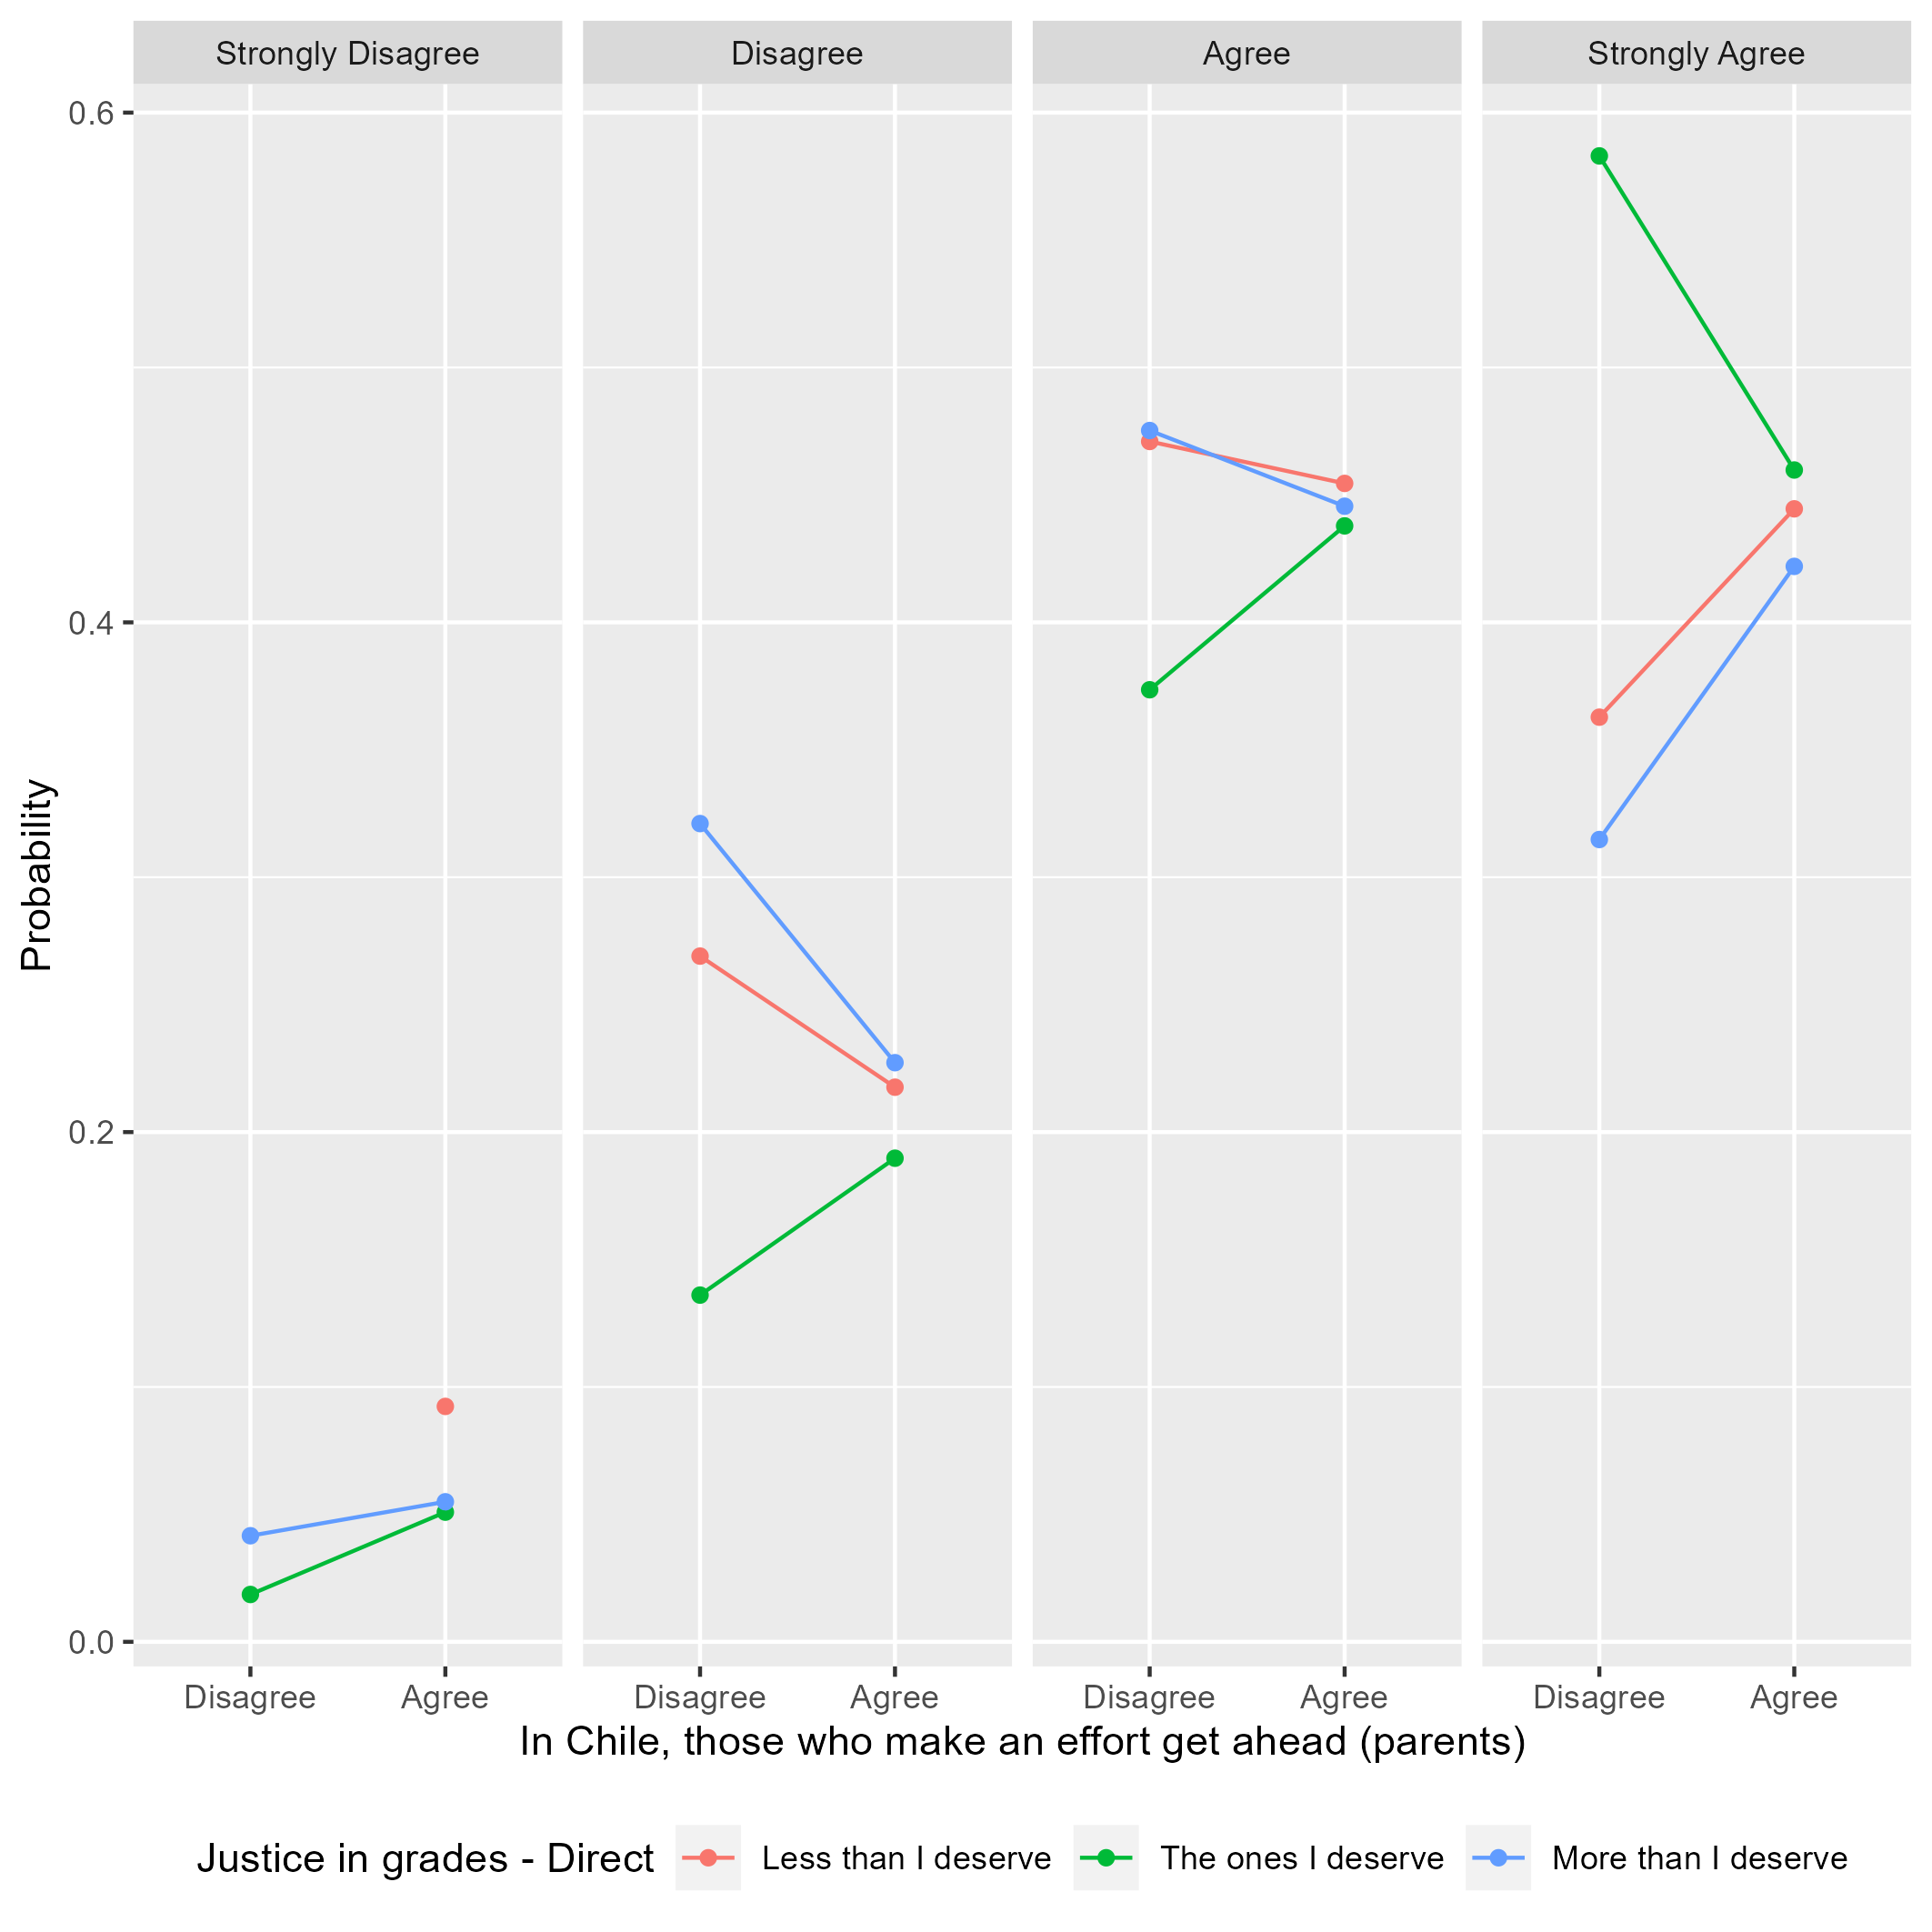 Strongly Disagree
Disagree
Agree
Strongly Agree
0.6
0.4
0.2
0.0
Probability
Disagree Agree
Disagree Agree
Disagree Agree
Disagree Agree
In Chile, those who make an effort get ahead (parents)
Justice in grades - Direct Less than I deserve The ones I deserve More than I deserve